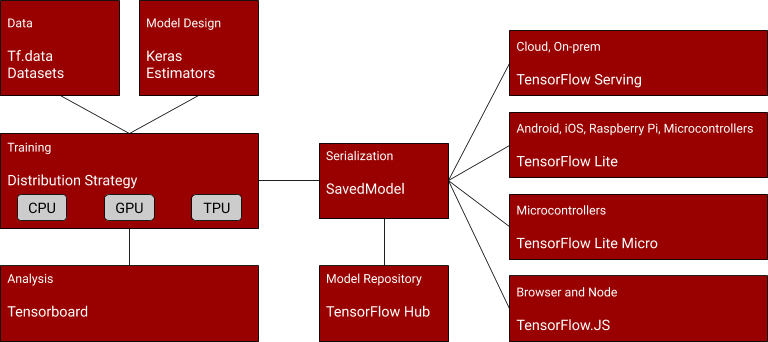 Data
Tf.data
Datasets
Model Design
Keras
Estimators
Training
Distribution Strategy
CPU
GPU
TPU
Analysis
Tensorboard
Serialization
SavedModel
Model Repository
TensorFlow Hub
Cloud, On-prem
TensorFlow Serving
Android, iOS, Raspberry Pi, Microcontrollers
TensorFlow Lite
Microcontrollers
TensorFlow Lite Micro
Browser and Node
TensorFlow.JS